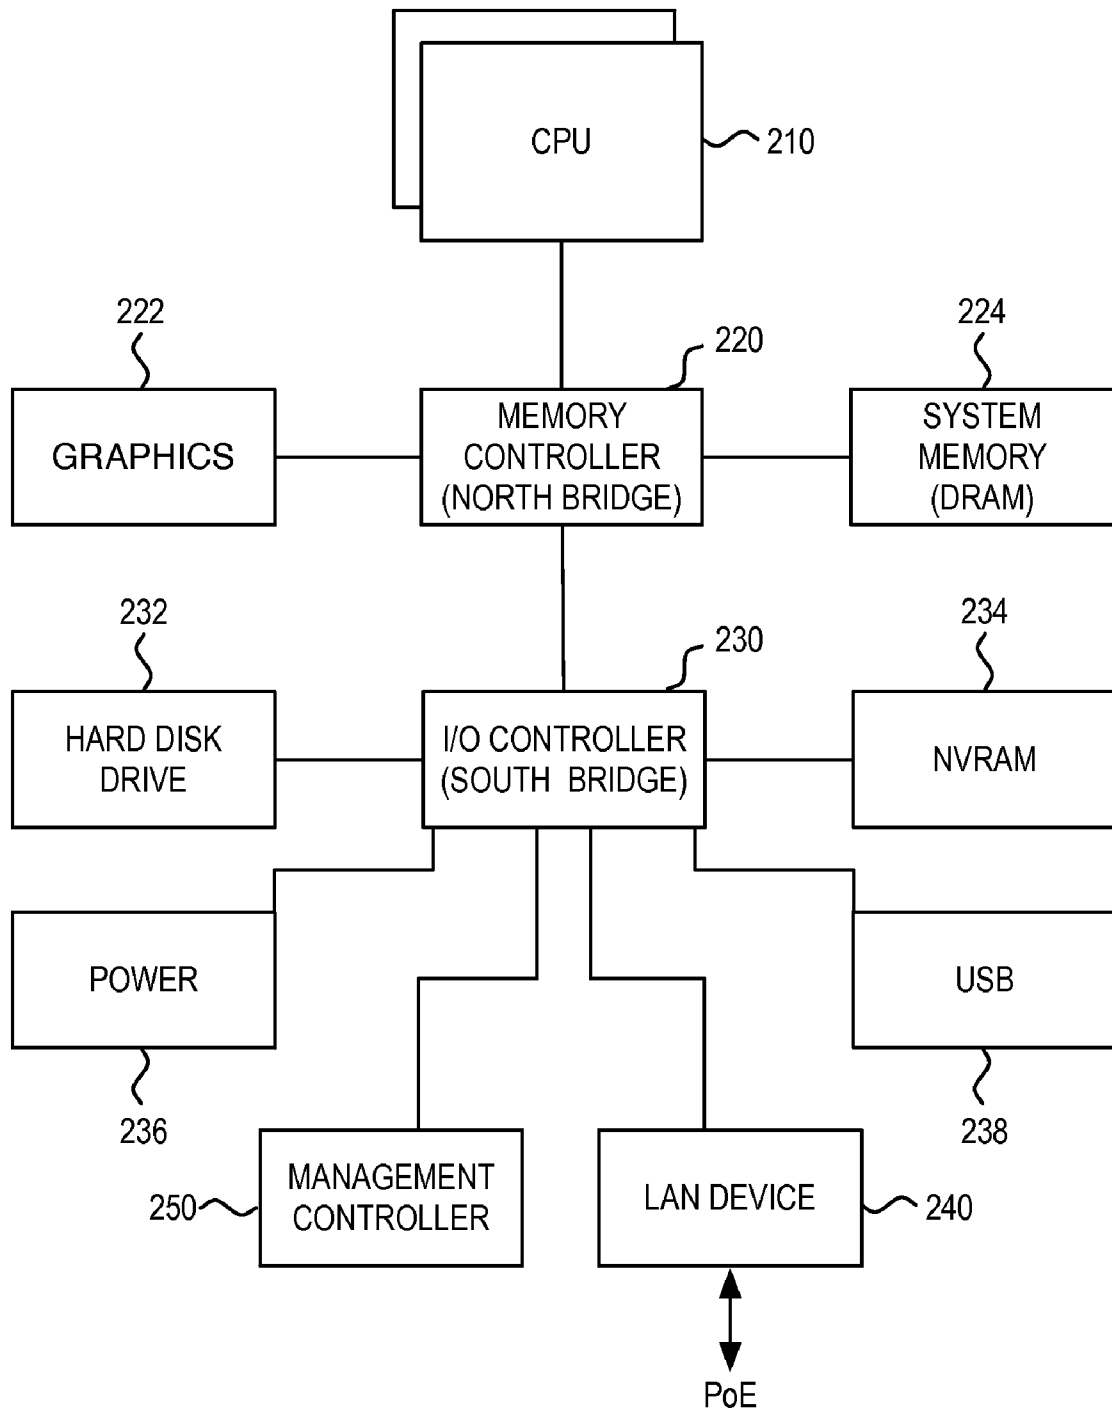 CPU
210
222
220
224
GRAPHICS
MEMORY
CONTROLLER
(NORTH BRIDGE)
SYSTEM
MEMORY
(DRAM)
232
230
234
HARD DISK
DRIVE
I/O CONTROLLER
(SOUTH BRIDGE)
NVRAM
POWER
USB
236
238
250
MANAGEMENT
CONTROLLER
LAN DEVICE
240
PoE